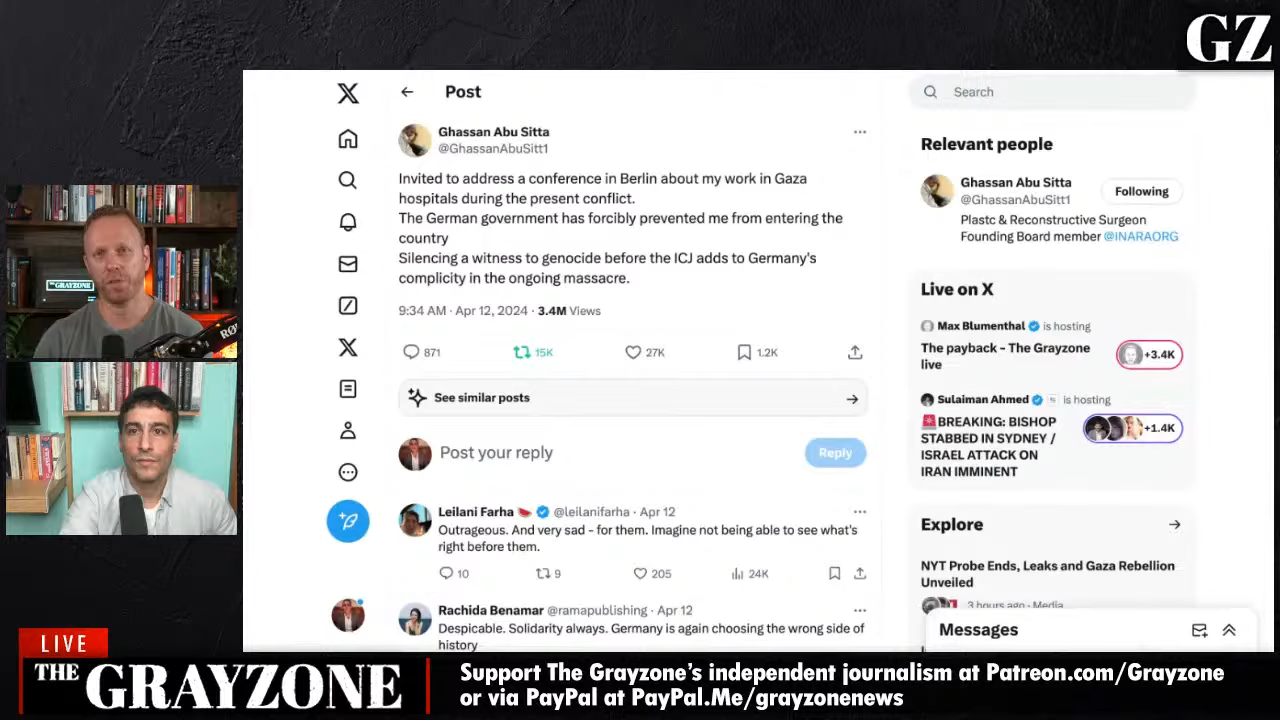 GZ
Post
Search
Ghassan Abu Sitta
@GhassanAbuSitt1
Invited to address a conference in Berlin about my work in Gaza
hospitals during the present conflict.
The German government has forcibly prevented me from entering the
country
Silencing a witness to genocide before the ICJ adds to Germany's
complicity in the ongoing massacre.
9:34 AM · Apr 12, 2024 · 3.4M Views
871
15K
27K
1.2K
See similar posts
Post your reply
Reply
Leilani Farha @leilanifarha · Apr 12
Outrageous. And very sad - for them. Imagine not being able to see what's
right before them.
10
9
205
24K
Rachida Benamar @ramapublishing · Apr 12
Despicable. Solidarity always. Germany is again choosing the wrong side of
history
Relevant people
Ghassan Abu Sitta
@GhassanAbuSitt1
Following
Plastc & Reconstructive Surgeon
Founding Board member @INARAORG
Live on X
Max Blumenthal is hosting
The payback - The Grayzone
live
+3.4K
Sulaiman Ahmed is hosting
BREAKING: BISHOP
STABBED IN SYDNEY /
ISRAEL ATTACK ON
IRAN IMMINENT
+1.4K
Explore
NYT Probe Ends, Leaks and Gaza Rebellion
Unveiled
3 hours ago · Media
Messages
THE GRAYZONE
LIVE
THE GRAYZONE
Support The Grayzone's independent journalism at Patreon.com/Grayzone
or via PayPal at PayPal.Me/grayzonenews